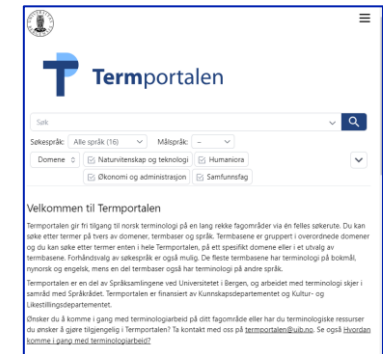 Termportalen
Søk
Søkespråk: Alle språk (16) Målspråk: –
Domene Naturvitenskap og teknologi Humaniora
Økonomi og administrasjon Samfunnsfag
Velkommen til Termportalen
Termportalen gir fri tilgang til norsk terminologi på en lang rekke fagområder via én felles søkerute. Du kan
søke etter termer på tvers av domener, termbaser og språk. Termbasene er gruppert i overordnede domener
og du kan søke etter termer enten i hele Termportalen, på ett spesifikt domene eller i et utvalg av
termbasene. Forhåndsvalg av søkespråk er også mulig. De fleste termbasene har terminologi på bokmål,
nynorsk og engelsk, mens en del termbaser også har terminologi på andre språk.
Termportalen er en del av Språksamlingene ved Universitetet i Bergen, og arbeidet med terminologi skjer i
samråd med Språkrådet. Termportalen er finansiert av Kunnskapsdepartementet og Kultur- og
Likestillingsdepartementet.
Ønsker du å komme i gang med terminologiarbeid på ditt fagområde eller har du terminologiske ressurser
du ønsker å gjøre tilgjengelig i Termportalen? Ta kontakt med oss på termportalen@uib.no. Se også Hvordan
komme i gang med terminologiarbeid?